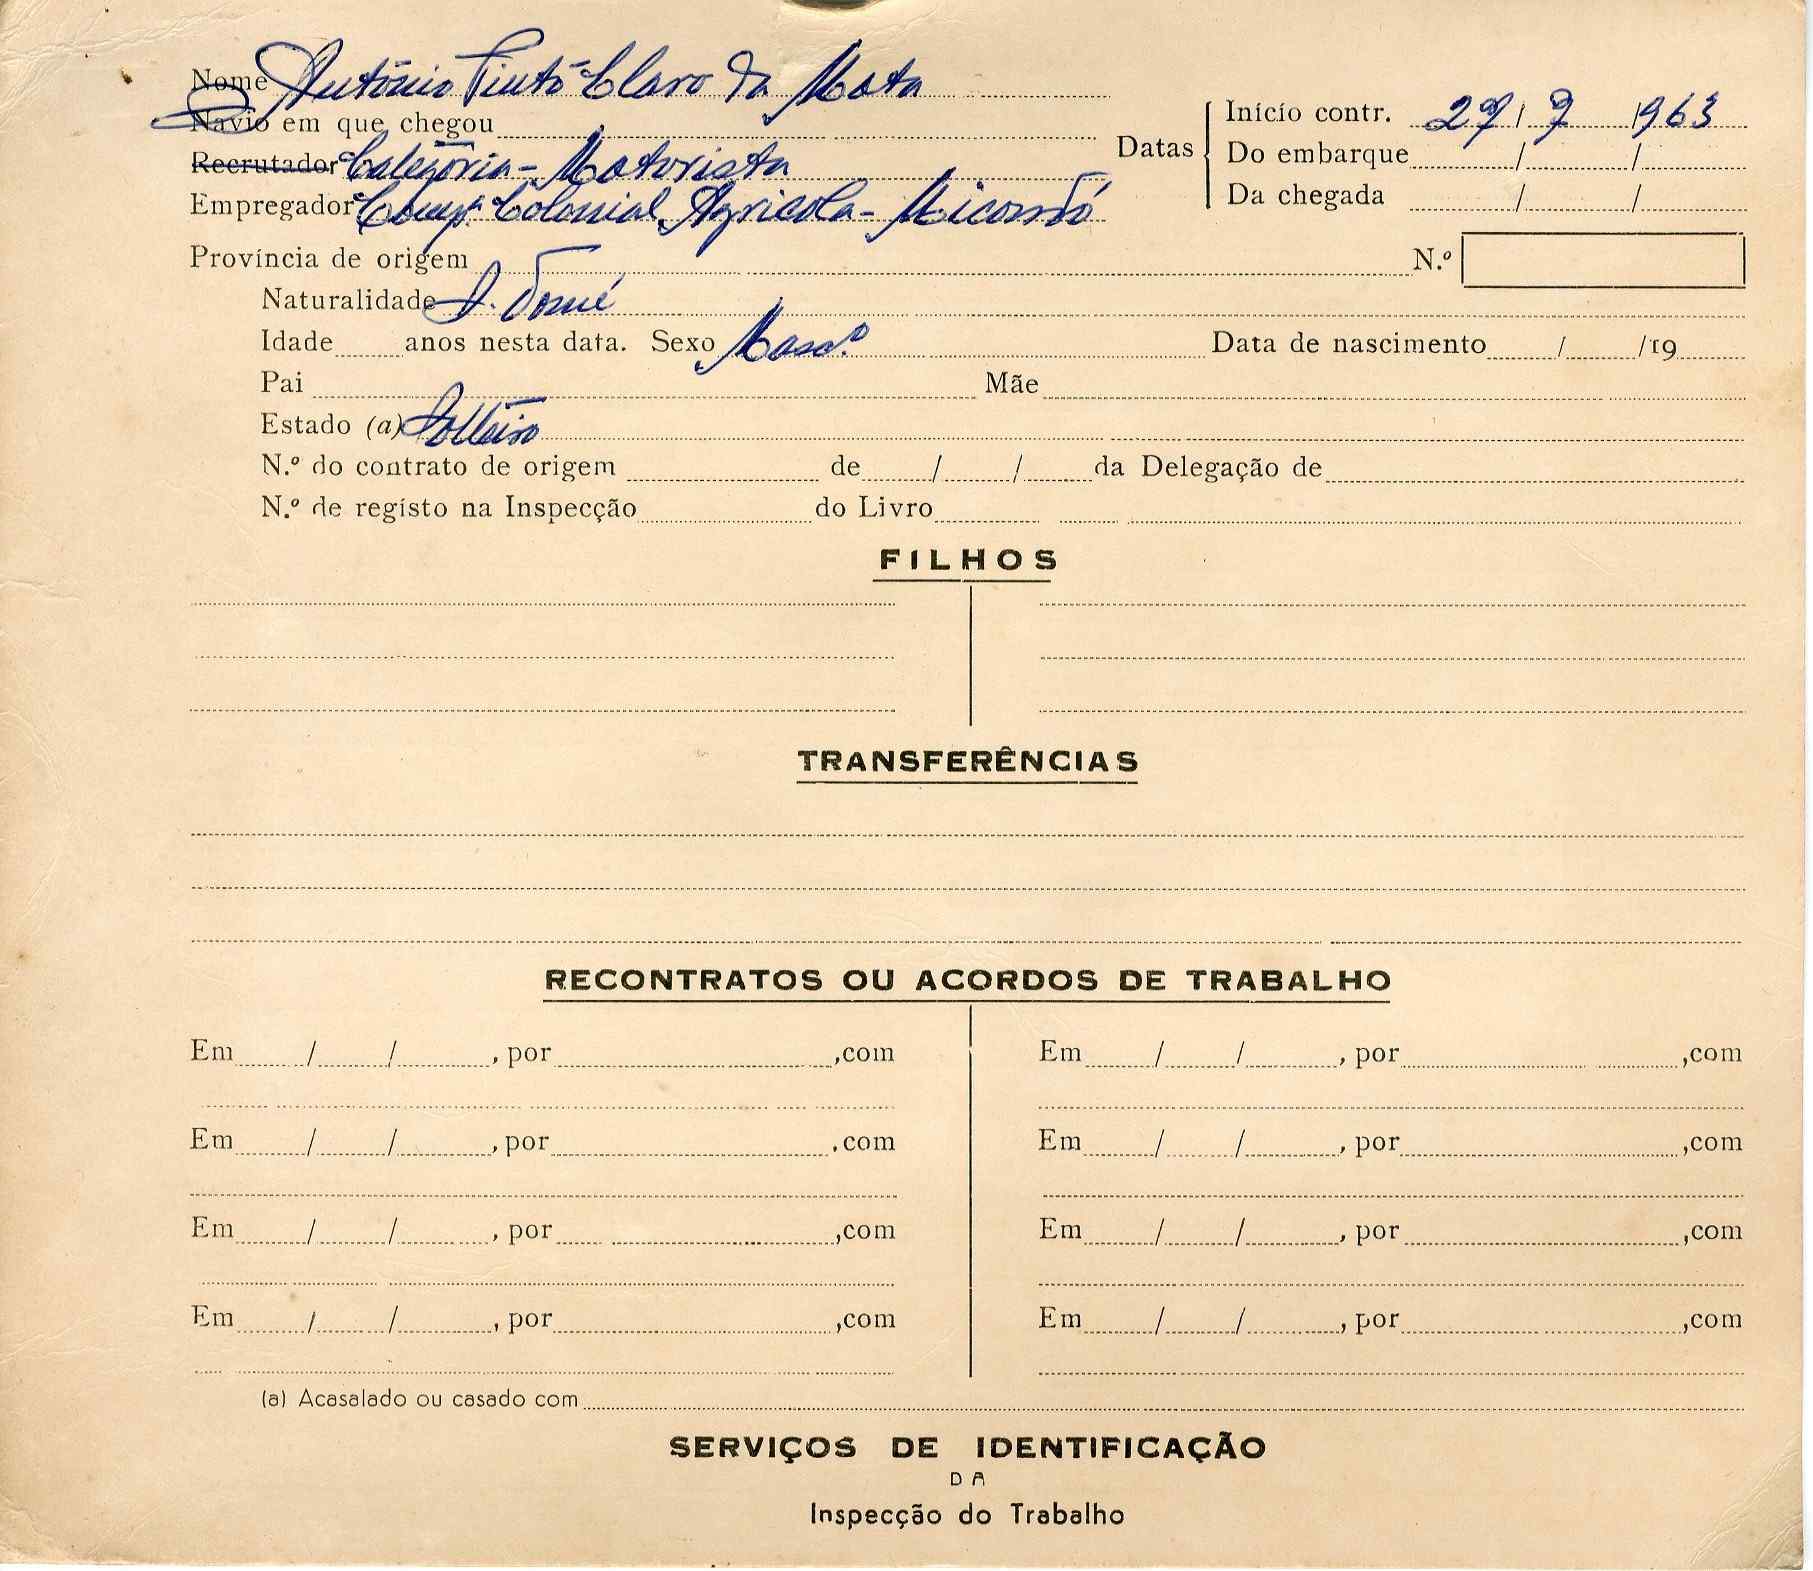 Nome António Pinto Claro da Mata
Navio em que chegou
Recrutador Categoria - Motorista
Empregador Comp.ª Colonial Agricola - Micondó
Datas
Início contr. 29 / 7 / 1963
Do embarque / /
Da chegada / /
Província de origem N.º
Naturalidade S. Tomé
Idade anos nesta data. Sexo Masc.º Data de nascimento / /19
Pai Mãe
Estado (a) Solteiro
N.º do contrato de origem de / / da Delegação de
N.º de registo na Inspecção do Livro
FILHOS
TRANSFERÊNCIAS
RECONTRATOS OU ACORDOS DE TRABALHO
Em / / , por ,com Em / / , por ,com
Em / / , por ,com Em / / , por ,com
Em / / , por ,com Em / / , por ,com
Em / / , por ,com Em / / , por ,com
(a) Acasalado ou casado com
SERVIÇOS DE IDENTIFICAÇÃO
DA
Inspecção do Trabalho